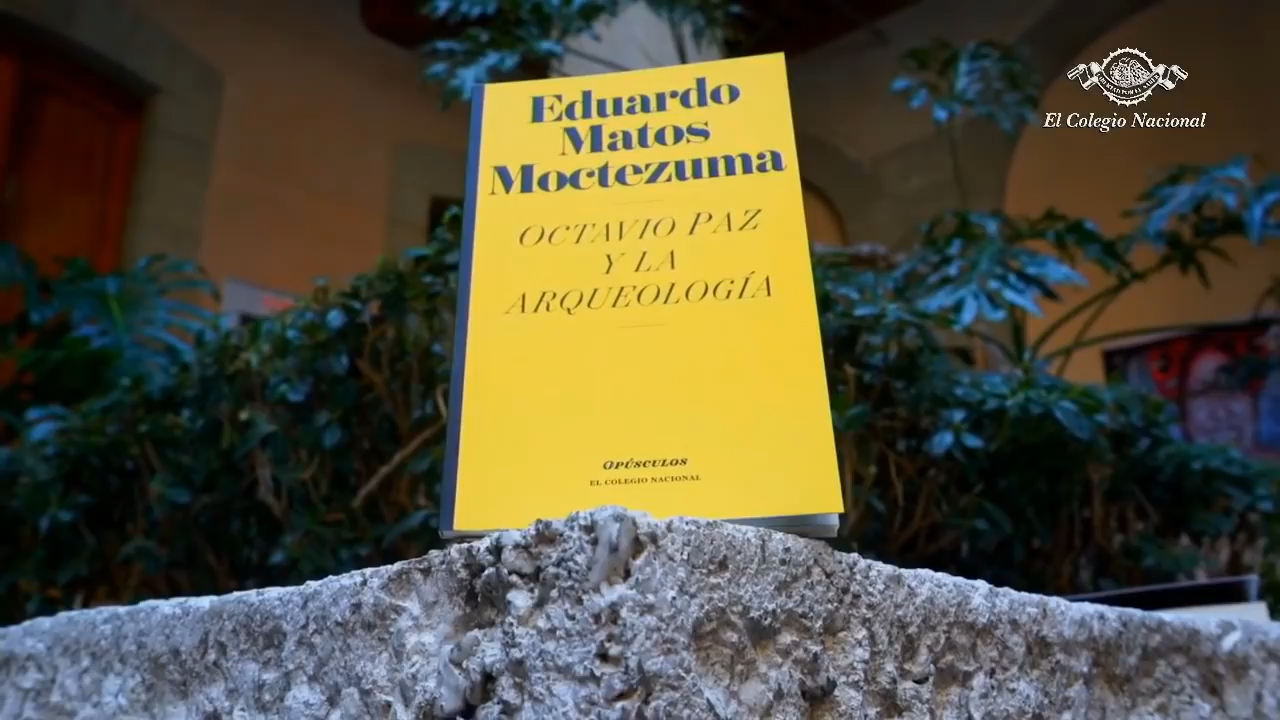 Eduardo
Matos
Moctezuma
OCTAVIO PAZ
Y LA
ARQUEOLOGÍA
OPÚSCULOS
EL COLEGIO NACIONAL
El Colegio Nacional